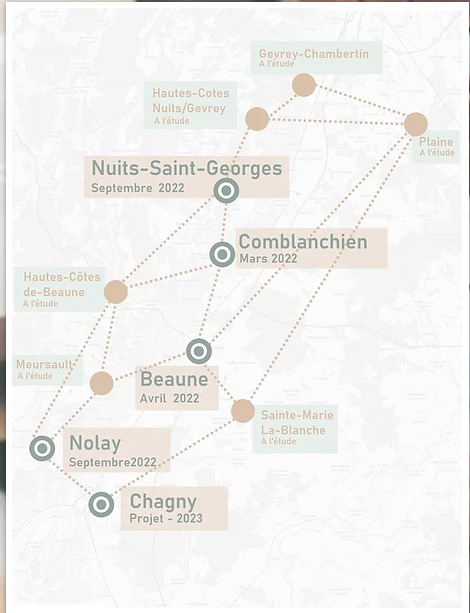 Gevrey-Chambertin
A l'étude
Hautes-Cotes
Nuits/Gevrey
A l'étude
Plaine
A l'étude
Nuits-Saint-Georges
Septembre 2022
Comblanchien
Mars 2022
Hautes-Côtes
de-Beaune
A l'étude
Meursault
A l'étude
Beaune
Avril 2022
Sainte-Marie
La-Blanche
A l'étude
Nolay
Septembre2022
Chagny
Projet - 2023